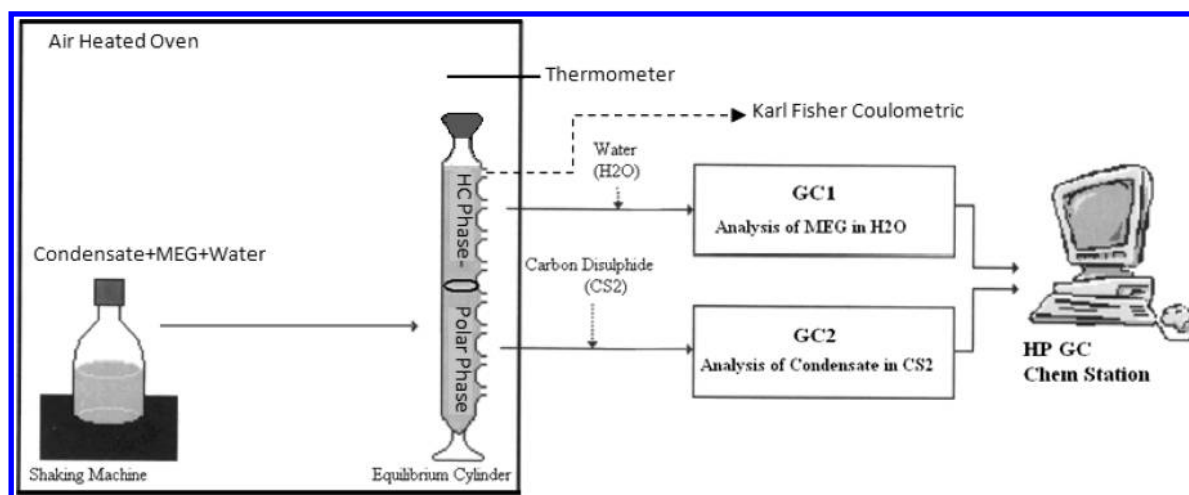 Air Heated Oven
Thermometer
Karl Fisher Coulometric
Water
(H2O)
HC Phase-
GC1
Analysis of MEG in H2O
Condensate+MEG+Water
Carbon Disulphide
(CS2)
Polar Phase
GC2
Analysis of Condensate in CS2
HP GC
Chem Station
Shaking Machine
Equilibrium Cylinder